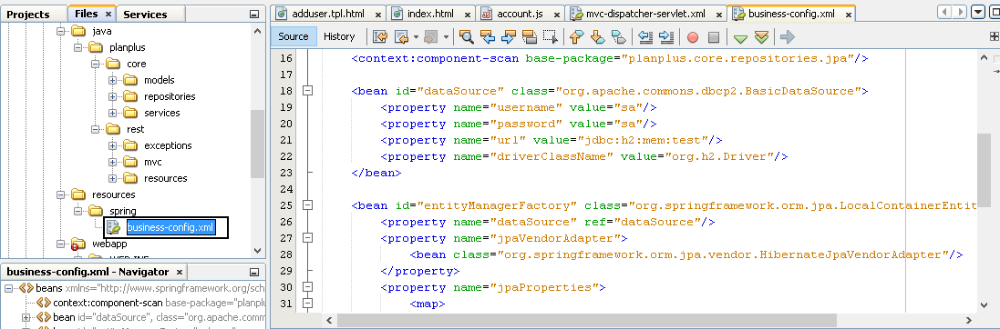 Projects Files Services
java
planplus
core
models
repositories
services
rest
exceptions
mvc
resources
resources
spring
business-config.xml
webapp
business-config.xml - Navigator
beans xmlns="http://www.springframework.org/sch
context:component-scan base-package="planplus
bean id="dataSource", class="org.apache.comm
adduser.tpl.html index.html account.js mvc-dispatcher-servlet.xml business-config.xml
Source History
16 <context:component-scan base-package="planplus.core.repositories.jpa"/>
17
18 <bean id="dataSource" class="org.apache.commons.dbcp2.BasicDataSource">
19 <property name="username" value="sa"/>
20 <property name="password" value="sa"/>
21 <property name="url" value="jdbc:h2:mem:test"/>
22 <property name="driverClassName" value="org.h2.Driver"/>
23 </bean>
24
25 <bean id="entityManagerFactory" class="org.springframework.orm.jpa.LocalContainerEntit
26 <property name="dataSource" ref="dataSource"/>
27 <property name="jpaVendorAdapter">
28 <bean class="org.springframework.orm.jpa.vendor.HibernateJpaVendorAdapter"/>
29 </property>
30 <property name="jpaProperties">
31 <map>